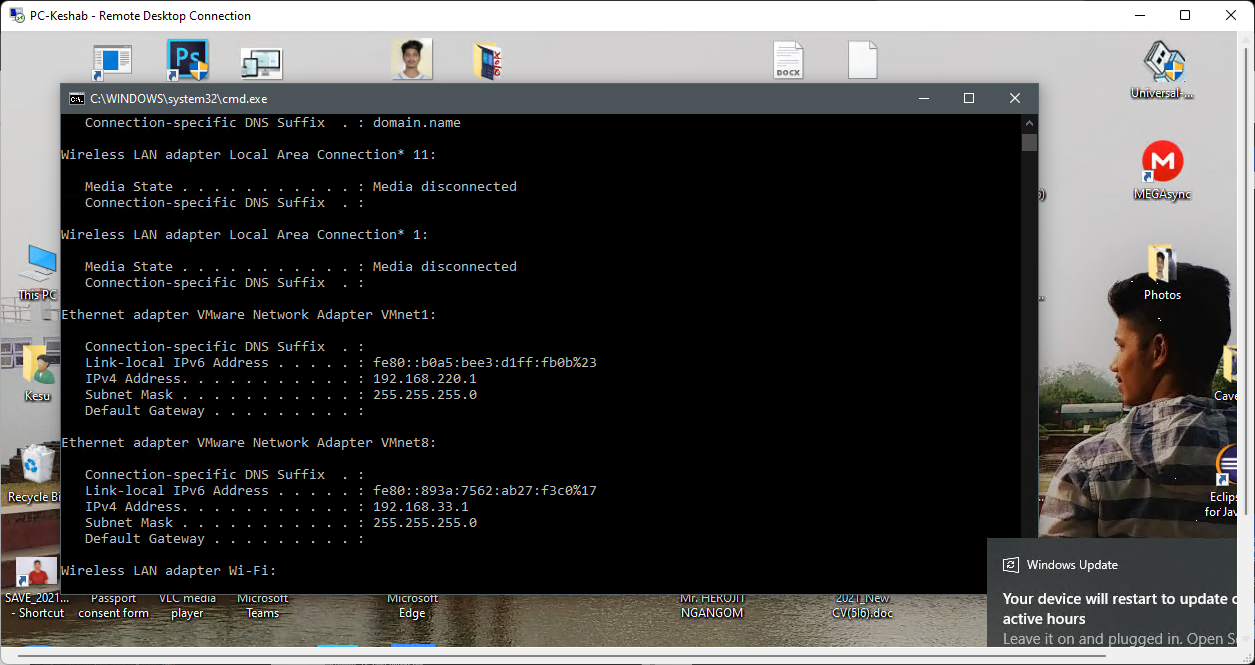 PC-Keshab - Remote Desktop Connection
Ps
DOCX
Universal-...
C:\WINDOWS\system32\cmd.exe
Connection-specific DNS Suffix  . : domain.name
Wireless LAN adapter Local Area Connection* 11:
Media State . . . . . . . . . . . : Media disconnected
Connection-specific DNS Suffix  . :
Wireless LAN adapter Local Area Connection* 1:
Media State . . . . . . . . . . . : Media disconnected
Connection-specific DNS Suffix  . :
Ethernet adapter VMware Network Adapter VMnet1:
Connection-specific DNS Suffix  . :
Link-local IPv6 Address . . . . . : fe80::b0a5:bee3:d1ff:fb0b%23
IPv4 Address. . . . . . . . . . . : 192.168.220.1
Subnet Mask . . . . . . . . . . . : 255.255.255.0
Default Gateway . . . . . . . . . :
Ethernet adapter VMware Network Adapter VMnet8:
Connection-specific DNS Suffix  . :
Link-local IPv6 Address . . . . . : fe80::893a:7562:ab27:f3c0%17
IPv4 Address. . . . . . . . . . . : 192.168.33.1
Subnet Mask . . . . . . . . . . . : 255.255.255.0
Default Gateway . . . . . . . . . :
Wireless LAN adapter Wi-Fi:
MEGAsync
This PC
Photos
Kesu
Cave
Recycle Bi
Eclips
for Jav
SAVE_2021...
- Shortcut
Passport
consent form
VLC media
player
Microsoft
Teams
Microsoft
Edge
Mr. HEROJIT
NGANGOM
2021_New
CV(5l6).doc
Windows Update
Your device will restart to update o
active hours
Leave it on and plugged in. Open Se